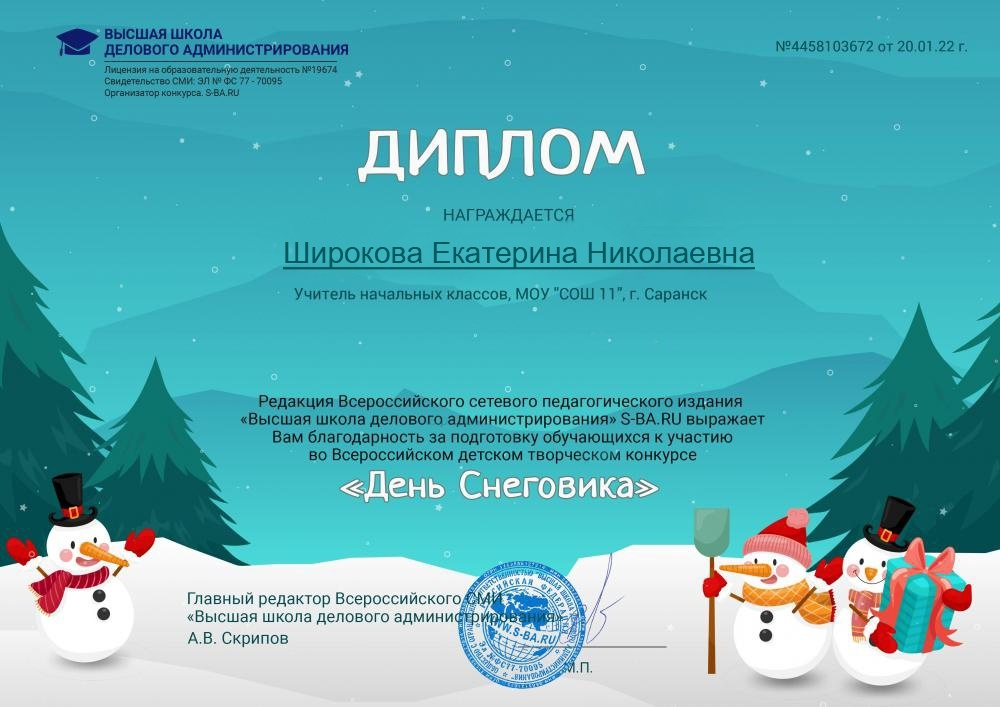 ВЫСШАЯ ШКОЛА
ДЕЛОВОГО АДМИНИСТРИРОВАНИЯ
Лицензия на образовательную деятельность №19674
Свидетельство СМИ: ЭЛ № ФС 77 - 70095
Организатор конкурса. S-BA.RU
№4458103672 от 20.01.22 г.
ДИПЛОМ
НАГРАЖДАЕТСЯ
Широкова Екатерина Николаевна
Учитель начальных классов, МОУ "СОШ 11", г. Саранск
Редакция Всероссийского сетевого педагогического издания
«Высшая школа делового администрирования» S-BA.RU выражает
Вам благодарность за подготовку обучающихся к участию
во Всероссийском детском творческом конкурсе
«День Снеговика»
Главный редактор Всероссийского СМИ
«Высшая школа делового администрирования»
А.В. Скрипов
WWW.S-BA.RU
М.П.